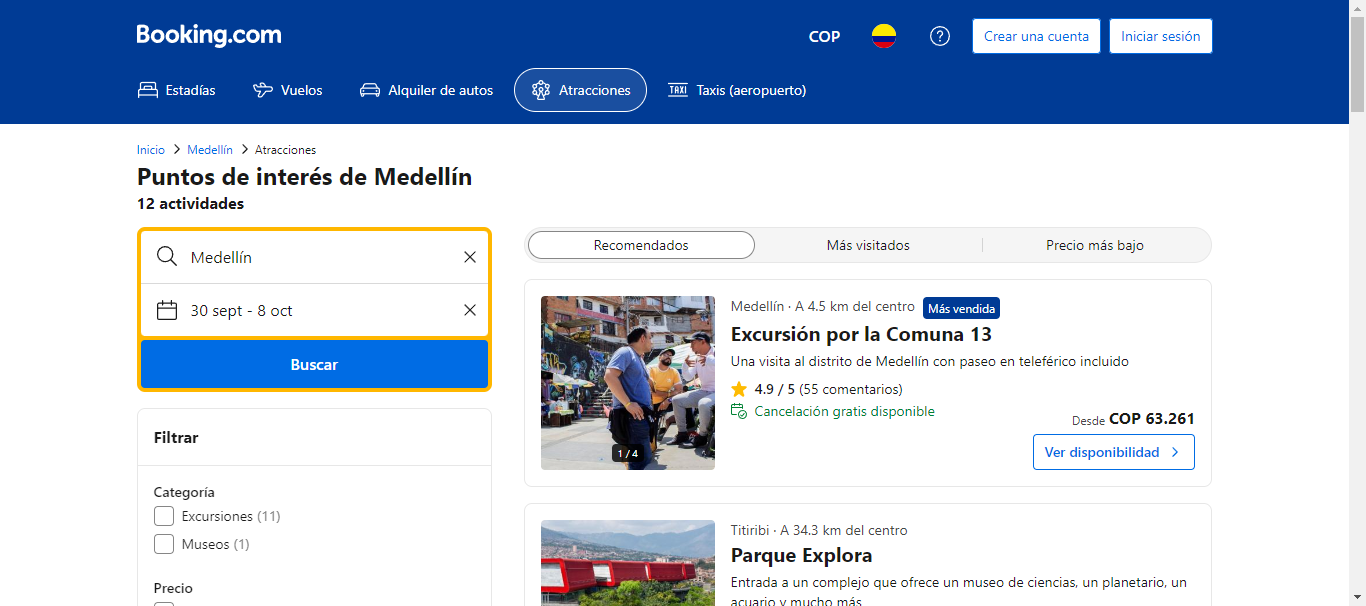 Booking.com
COP
Crear una cuenta
Iniciar sesión
Estadías
Vuelos
Alquiler de autos
Atracciones
TAXI
Taxis (aeropuerto)
Inicio > Medellín > Atracciones
Puntos de interés de Medellín
12 actividades
Medellín
30 sept - 8 oct
Buscar
Filtrar
Categoría
Excursiones (11)
Museos (1)
Precio
Recomendados
Más visitados
Precio más bajo
1 / 4
Medellín · A 4.5 km del centro
Más vendida
Excursión por la Comuna 13
Una visita al distrito de Medellín con paseo en teleférico incluido
4.9 / 5 (55 comentarios)
Cancelación gratis disponible
Desde COP 63.261
Ver disponibilidad
Titiribi · A 34.3 km del centro
Parque Explora
Entrada a un complejo que ofrece un museo de ciencias, un planetario, un
acuario y mucho más